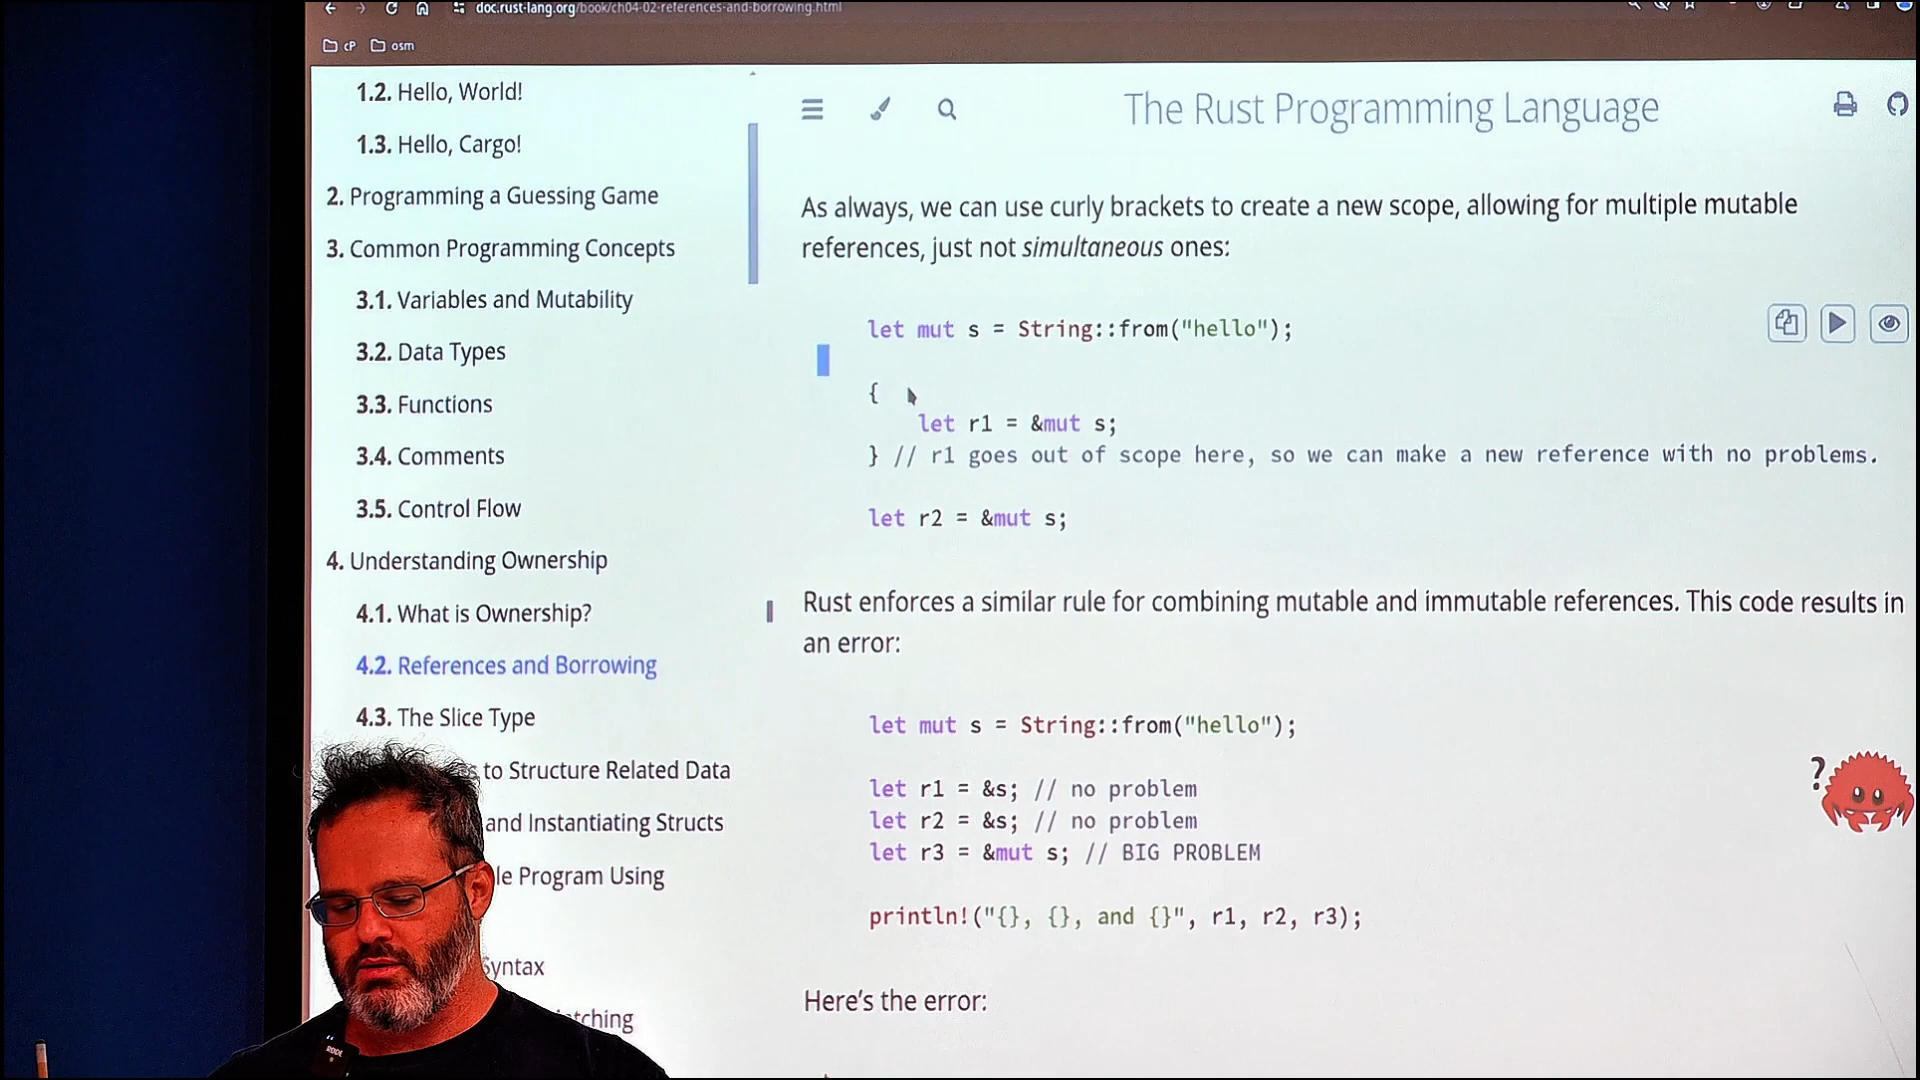 doc.rust-lang.org/book/ch04-02-references-and-borrowing.html
cP osm
1.2. Hello, World!
1.3. Hello, Cargo!
2. Programming a Guessing Game
3. Common Programming Concepts
3.1. Variables and Mutability
3.2. Data Types
3.3. Functions
3.4. Comments
3.5. Control Flow
4. Understanding Ownership
4.1. What is Ownership?
4.2. References and Borrowing
4.3. The Slice Type
to Structure Related Data
and Instantiating Structs
le Program Using
Syntax
tching
The Rust Programming Language
As always, we can use curly brackets to create a new scope, allowing for multiple mutable
references, just not simultaneous ones:
let mut s = String::from("hello");
{
let r1 = &mut s;
} // r1 goes out of scope here, so we can make a new reference with no problems.
let r2 = &mut s;
Rust enforces a similar rule for combining mutable and immutable references. This code results in
an error:
let mut s = String::from("hello");
let r1 = &s; // no problem
let r2 = &s; // no problem
let r3 = &mut s; // BIG PROBLEM
println!("{}, {}, and {}", r1, r2, r3);
?
Here's the error:
RODE